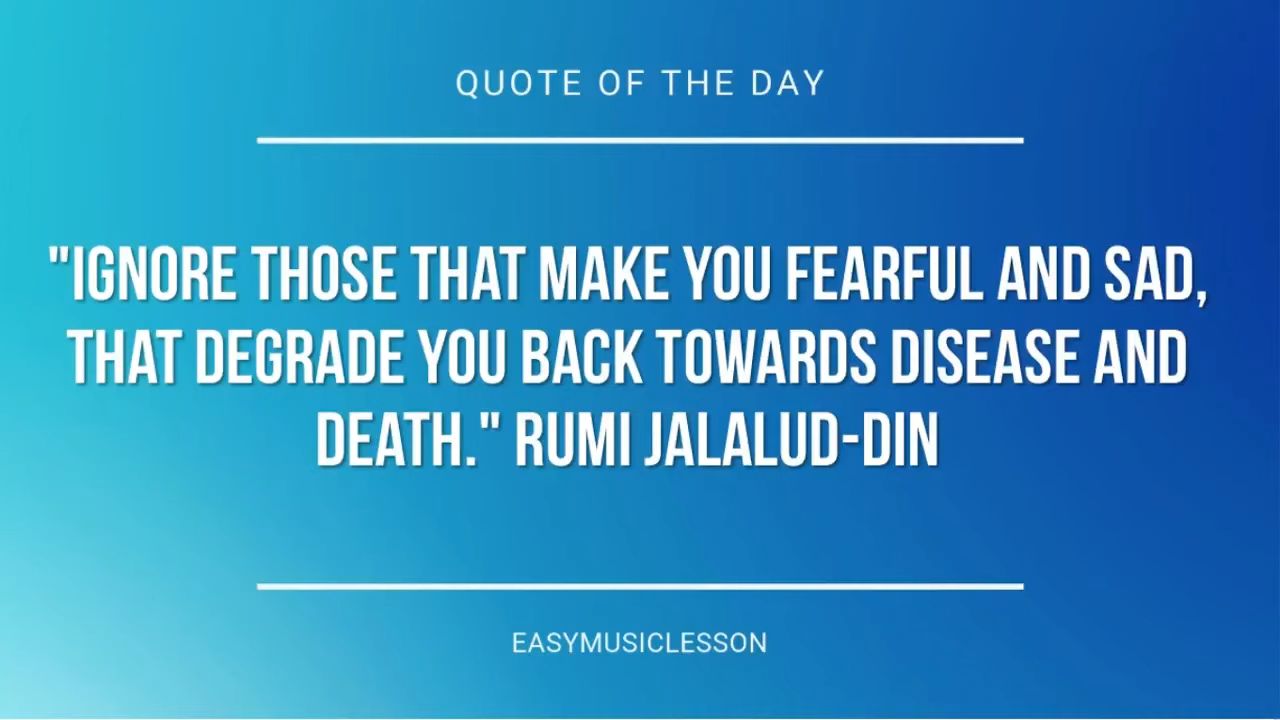 QUOTE OF THE DAY
"IGNORE THOSE THAT MAKE YOU FEARFUL AND SAD,
THAT DEGRADE YOU BACK TOWARDS DISEASE AND
DEATH." RUMI JALALUD-DIN
EASYMUSICLESSON